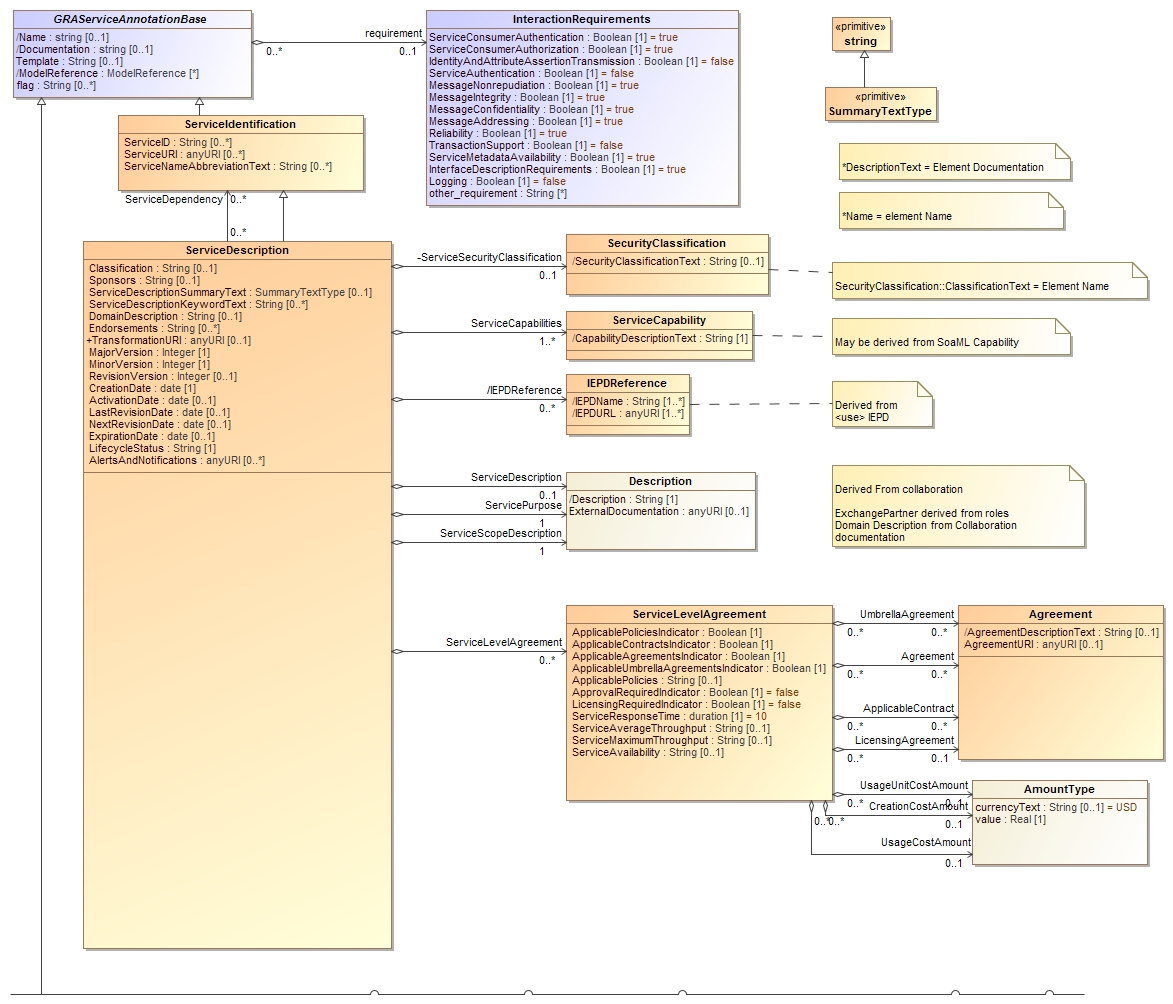 GRAServiceAnnotationBase
/Name : string [0..1]
/Documentation : string [0..1]
Template : String [0..1]
/ModelReference : ModelReference [*]
flag : String [0..*]
0..*
requirement
0..1
InteractionRequirements
ServiceConsumerAuthentication : Boolean [1] = true
ServiceConsumerAuthorization : Boolean [1] = true
IdentityAndAttributeAssertionTransmission : Boolean [1] = false
ServiceAuthentication : Boolean [1] = false
MessageNonrepudiation : Boolean [1] = true
MessageIntegrity : Boolean [1] = true
MessageConfidentiality : Boolean [1] = true
MessageAddressing : Boolean [1] = true
Reliability : Boolean [1] = true
TransactionSupport : Boolean [1] = false
ServiceMetadataAvailability : Boolean [1] = true
InterfaceDescriptionRequirements : Boolean [1] = true
Logging : Boolean [1] = false
other_requirement : String [*]
«primitive»
string
«primitive»
SummaryTextType
*DescriptionText = Element Documentation
*Name = element Name
ServiceIdentification
ServiceID : String [0..*]
ServiceURI : anyURI [0..*]
ServiceNameAbbreviationText : String [0..*]
ServiceDependency
0..*
0..*
ServiceDescription
Classification : String [0..1]
Sponsors : String [0..1]
ServiceDescriptionSummaryText : SummaryTextType [0..1]
ServiceDescriptionKeywordText : String [0..*]
DomainDescription : String [0..1]
Endorsements : String [0..*]
+TransformationURI : anyURI [0..1]
MajorVersion : Integer [1]
MinorVersion : Integer [1]
RevisionVersion : Integer [0..1]
CreationDate : date [1]
ActivationDate : date [0..1]
LastRevisionDate : date [0..1]
NextRevisionDate : date [0..1]
ExpirationDate : date [0..1]
LifecycleStatus : String [1]
AlertsAndNotifications : anyURI [0..*]
-ServiceSecurityClassification
0..1
SecurityClassification
/SecurityClassificationText : String [0..1]
SecurityClassification::ClassificationText = Element Name
ServiceCapabilities
1..*
ServiceCapability
/CapabilityDescriptionText : String [1]
May be derived from SoaML Capability
/IEPDReference
0..*
IEPDReference
/IEPDName : String [1..*]
/IEPDURL : anyURI [1..*]
Derived from
<use> IEPD
ServiceDescription
0..1
ServicePurpose
1
ServiceScopeDescription
1
Description
/Description : String [1]
ExternalDocumentation : anyURI [0..1]
Derived From collaboration
ExchangePartner derived from roles
Domain Description from Collaboration
documentation
ServiceLevelAgreement
0..*
ServiceLevelAgreement
ApplicablePoliciesIndicator : Boolean [1]
ApplicableContractsIndicator : Boolean [1]
ApplicableAgreementsIndicator : Boolean [1]
ApplicableUmbrellaAgreementsIndicator : Boolean [1]
ApplicablePolicies : String [0..1]
ApprovalRequiredIndicator : Boolean [1] = false
LicensingRequiredIndicator : Boolean [1] = false
ServiceResponseTime : duration [1] = 10
ServiceAverageThroughput : String [0..1]
ServiceMaximumThroughput : String [0..1]
ServiceAvailability : String [0..1]
UmbrellaAgreement
0..* 0..*
Agreement
0..* 0..*
ApplicableContract
0..* 0..*
LicensingAgreement
0..* 0..1
Agreement
/AgreementDescriptionText : String [0..1]
AgreementURI : anyURI [0..1]
UsageUnitCostAmount
0..* 0..1
CreationCostAmount
0..* 0..*
0..1
UsageCostAmount
0..1
AmountType
currencyText : String [0..1] = USD
value : Real [1]